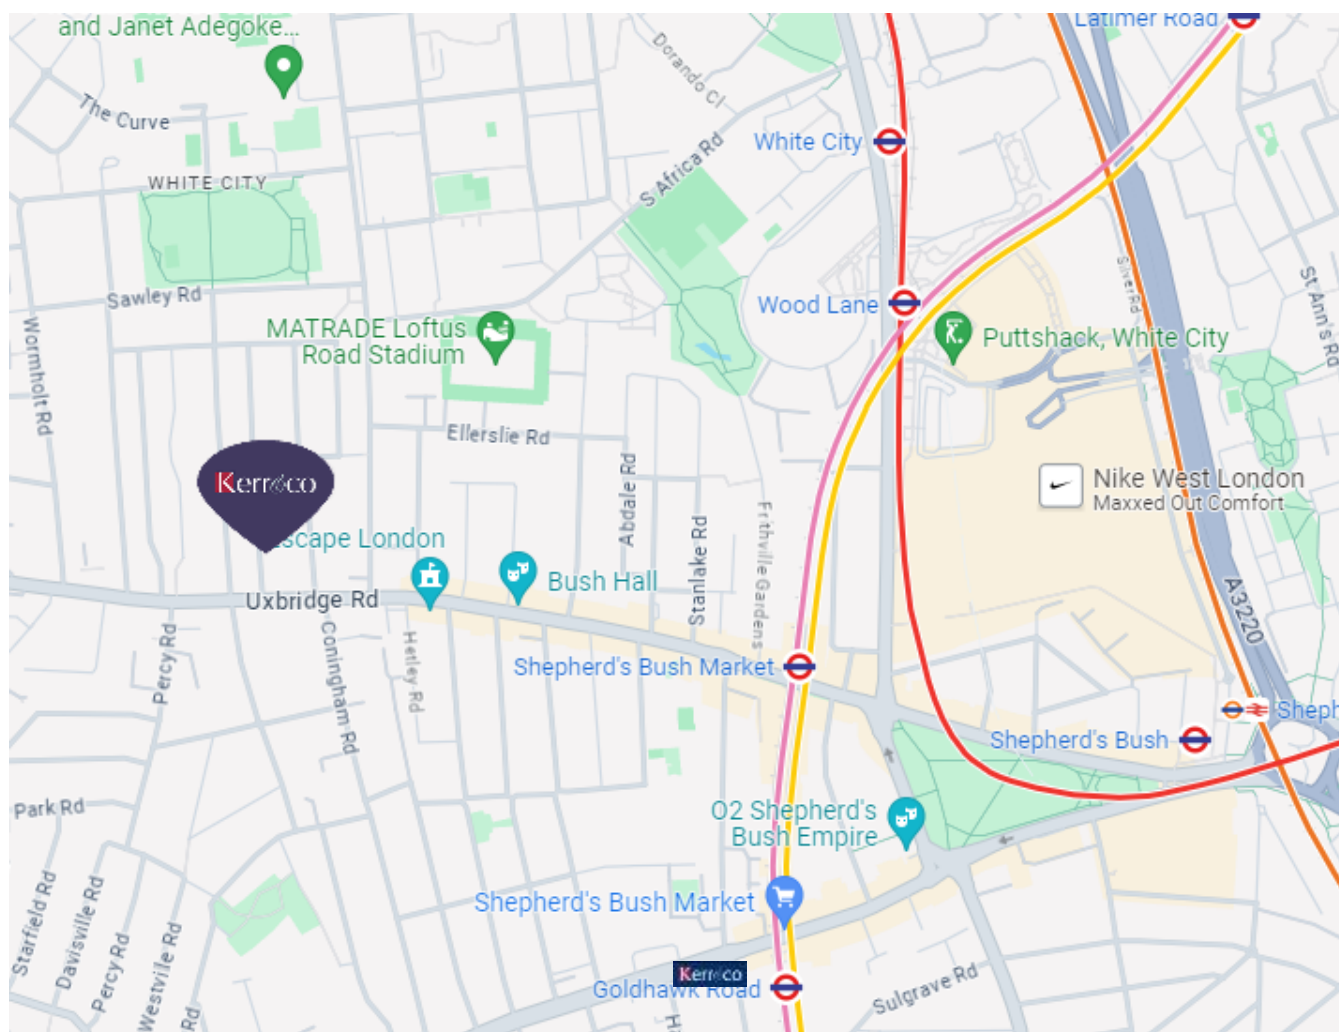 and Janet Adegoke...
Latimer Road
Dorando Cl
The Curve
White City
S Africa Rd
WHITE CITY
Silver Rd
St Ann's Rd
Sawley Rd
Wood Lane
Wormholt Rd
MATRADE Loftus
Road Stadium
Puttshack, White City
Ellerslie Rd
Abdale Rd
Kerr&co
Nike West London
Maxxed Out Comfort
Stanlake Rd
Frithville Gardens
scape London
Bush Hall
Uxbridge Rd
A3220
Percy Rd
Coningham Rd
Hetley Rd
Shepherd's Bush Market
Sheph
Shepherd's Bush
Park Rd
O2 Shepherd's
Bush Empire
Starfield Rd
Davisville Rd
Percy Rd
Westville Rd
Rd
Shepherd's Bush Market
Kerr&co
Goldhawk Road
Sulgrave Rd